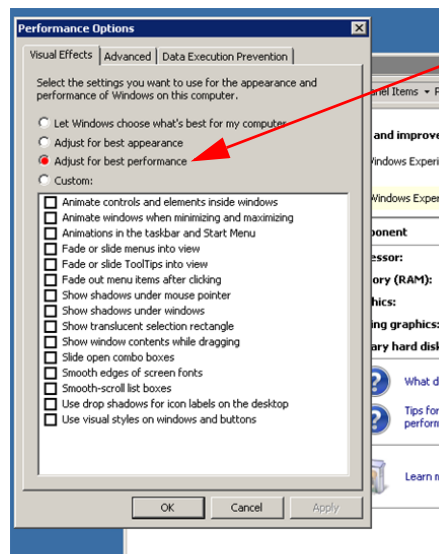 Performance Options
Visual Effects Advanced Data Execution Prevention
Select the settings you want to use for the appearance and
performance of Windows on this computer.
Let Windows choose what's best for my computer
Adjust for best appearance
Adjust for best performance
Custom:
Animate controls and elements inside windows
Animate windows when minimizing and maximizing
Animations in the taskbar and Start Menu
Fade or slide menus into view
Fade or slide ToolTips into view
Fade out menu items after clicking
Show shadows under mouse pointer
Show shadows under windows
Show translucent selection rectangle
Show window contents while dragging
Slide open combo boxes
Smooth edges of screen fonts
Smooth-scroll list boxes
Use drop shadows for icon labels on the desktop
Use visual styles on windows and buttons
OK Cancel Apply
Items
and improve
Windows Experi
Windows Exper
ponent
essor:
ory (RAM):
hics:
ing graphics:
ary hard disk
What d
Tips for
perform
Learn m